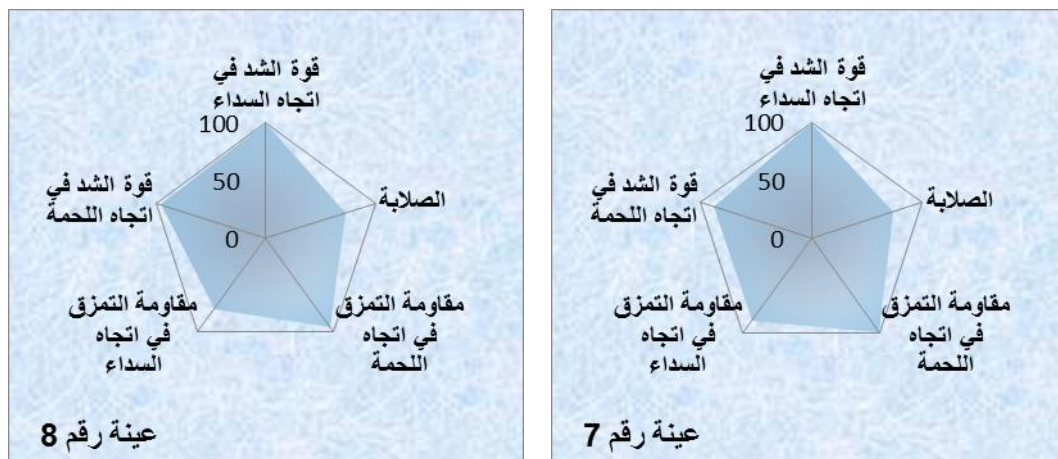 قوة الشد في
اتجاه السداء
100
50
0
الصلابة
قوة الشد في
اتجاه اللحمة
مقاومة التمزق
في اتجاه
اللحمة
مقاومة التمزق
في اتجاه
السداء
عينة رقم 7
قوة الشد في
اتجاه السداء
100
50
0
الصلابة
قوة الشد في
اتجاه اللحمة
مقاومة التمزق
في اتجاه
اللحمة
مقاومة التمزق
في اتجاه
السداء
عينة رقم 8